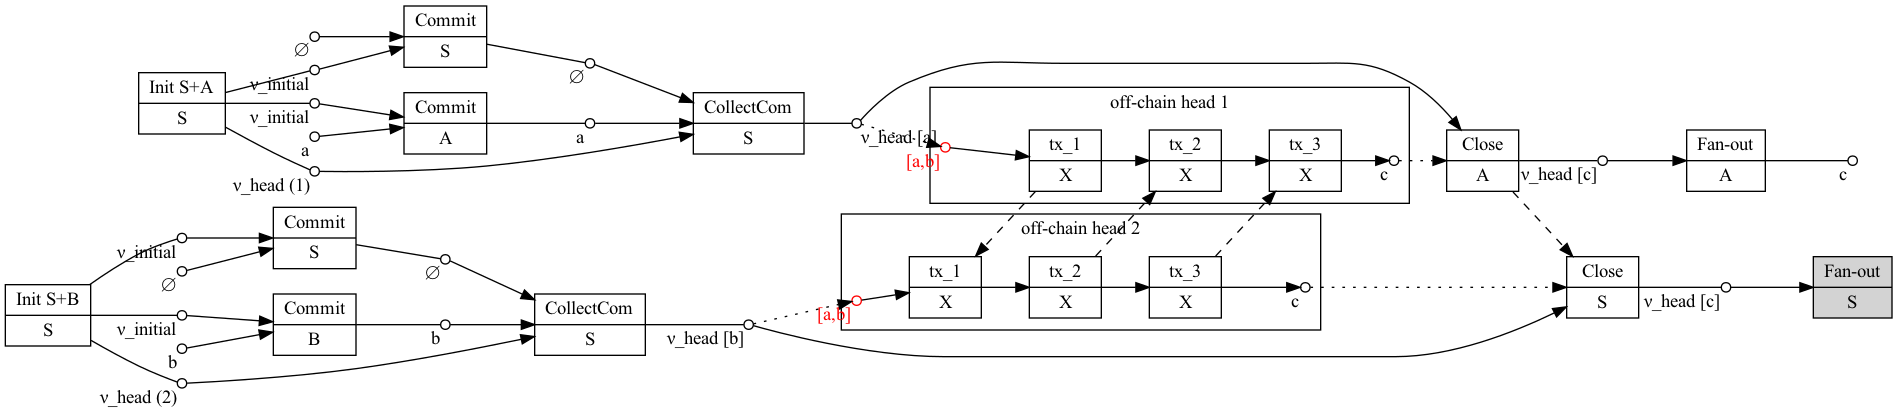 Commit
S
∅
ν_initial
Init S+A
S
ν_initial
Commit
A
a
a
ν_head (1)
∅
CollectCom
S
ν_head [a]
[a,b]
off-chain head 1
tx_1
X
tx_2
X
tx_3
X
c
Close
A
ν_head [c]
Fan-out
A
c
Commit
S
ν_initial
∅
Init S+B
S
ν_initial
Commit
B
b
b
ν_head (2)
∅
CollectCom
S
ν_head [b]
[a,b]
off-chain head 2
tx_1
X
tx_2
X
tx_3
X
c
Close
S
ν_head [c]
Fan-out
S